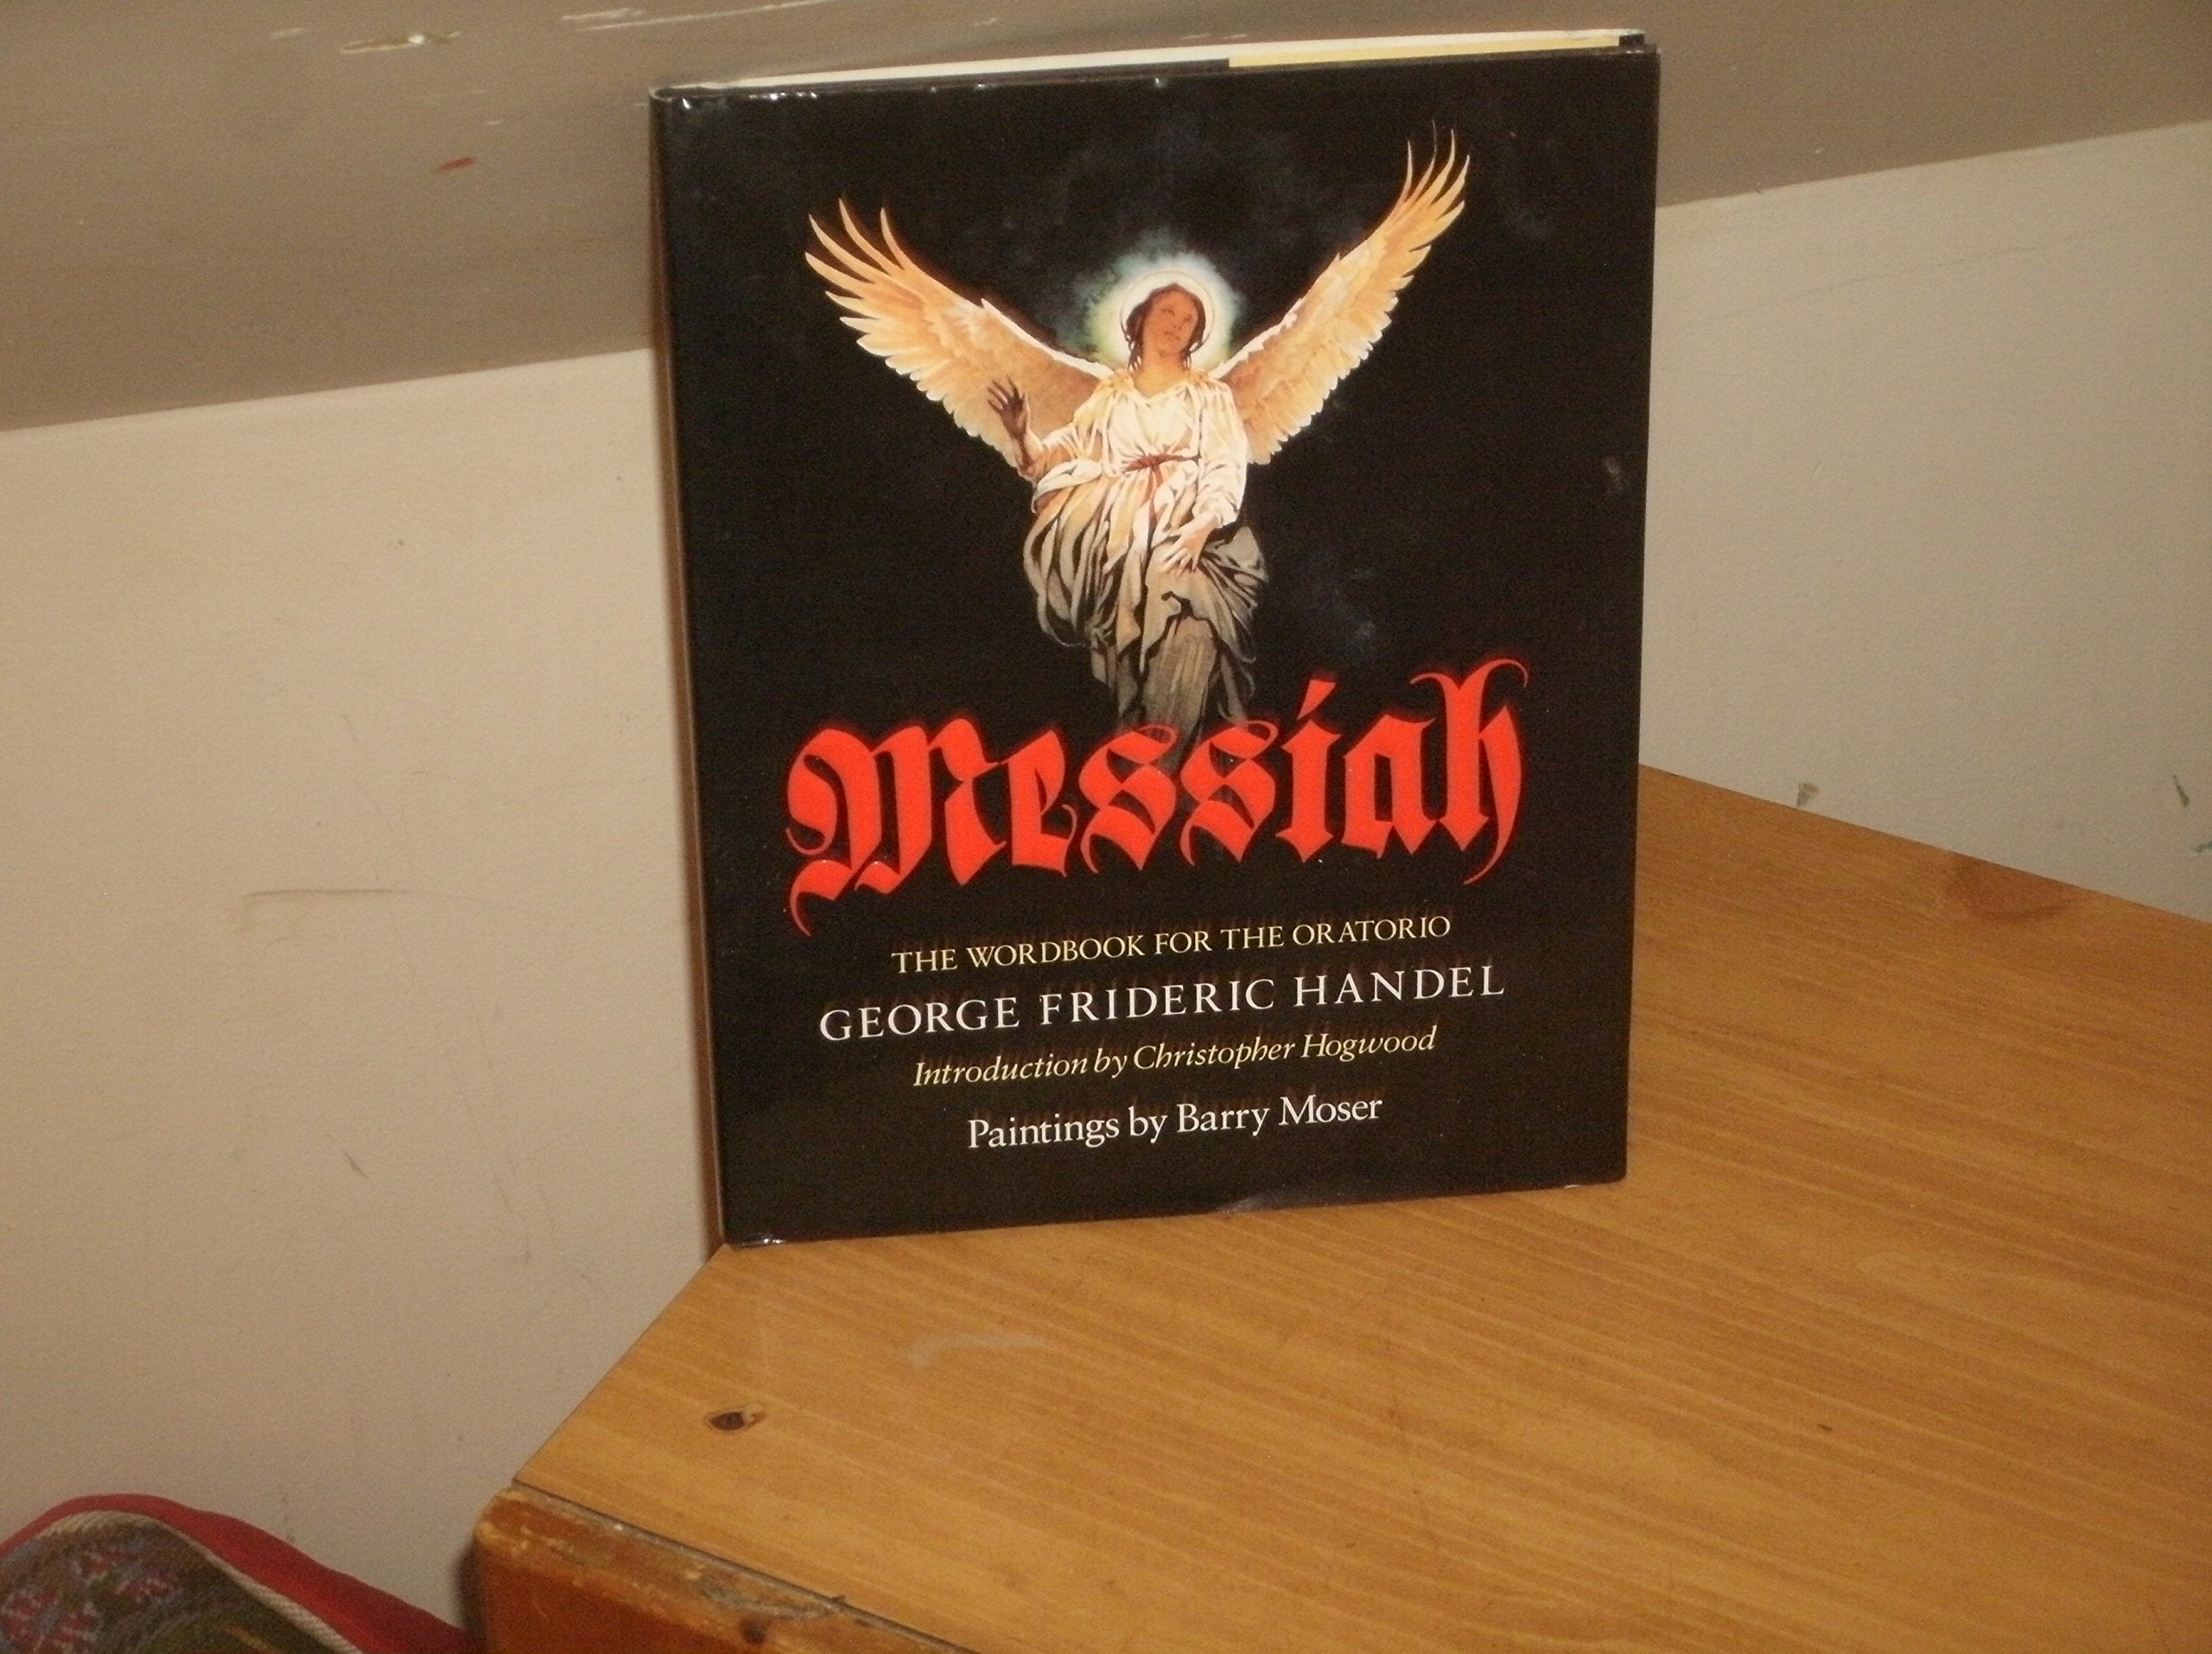 Messiah
THE WORDBOOK FOR THE ORATORIO
GEORGE FRIDERIC HANDEL
Introduction by Christopher Hogwood
Paintings by Barry Moser